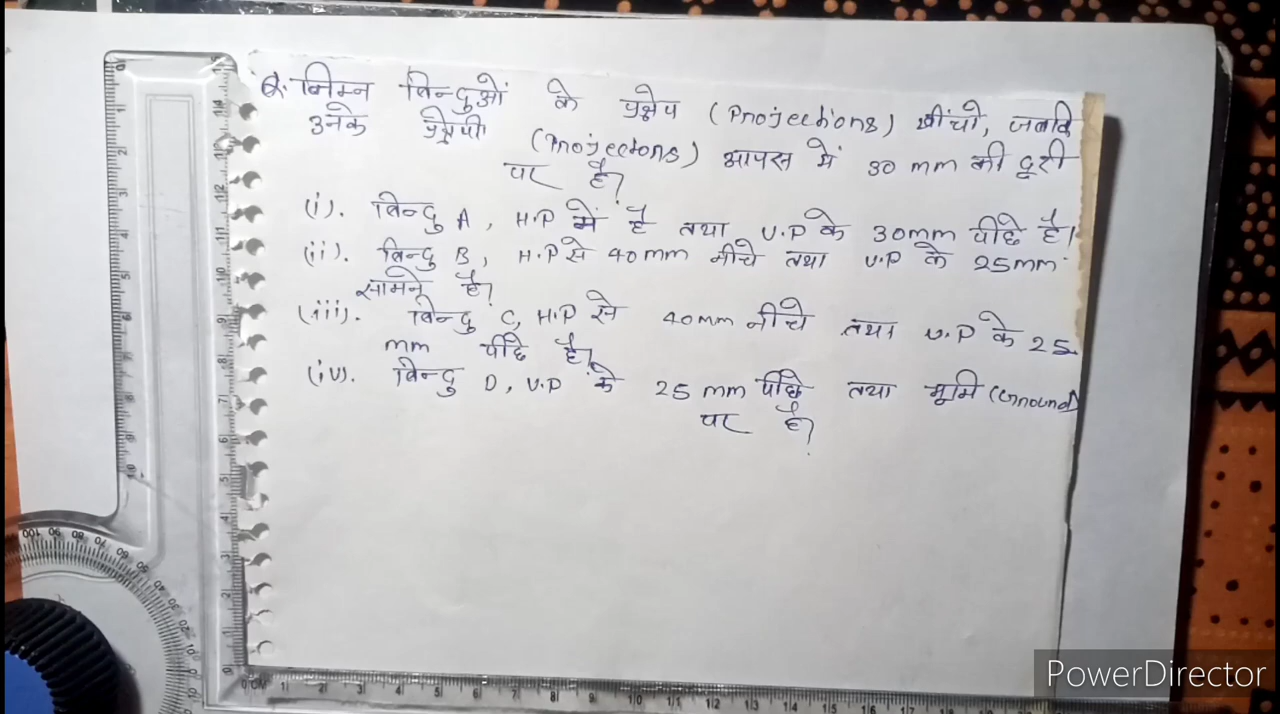 Q. निम्न बिन्दुओं के प्रक्षेप (Projections) खींचो, जबकि
उनके (Projectors) आपस में 30 mm की दूरी
पर है।
(i). बिन्दु A, H.P में है तथा V.P के 30mm पीछे है।
(ii). बिन्दु B, H.P से 40mm नीचे तथा V.P के 25mm
सामने है।
(iii). बिन्दु C, H.P से 40mm नीचे तथा V.P के 25
mm पीछे है।
(iv). बिन्दु D, V.P के 25 mm पीछे तथा भूमि (Ground)
पर है।
PowerDirector